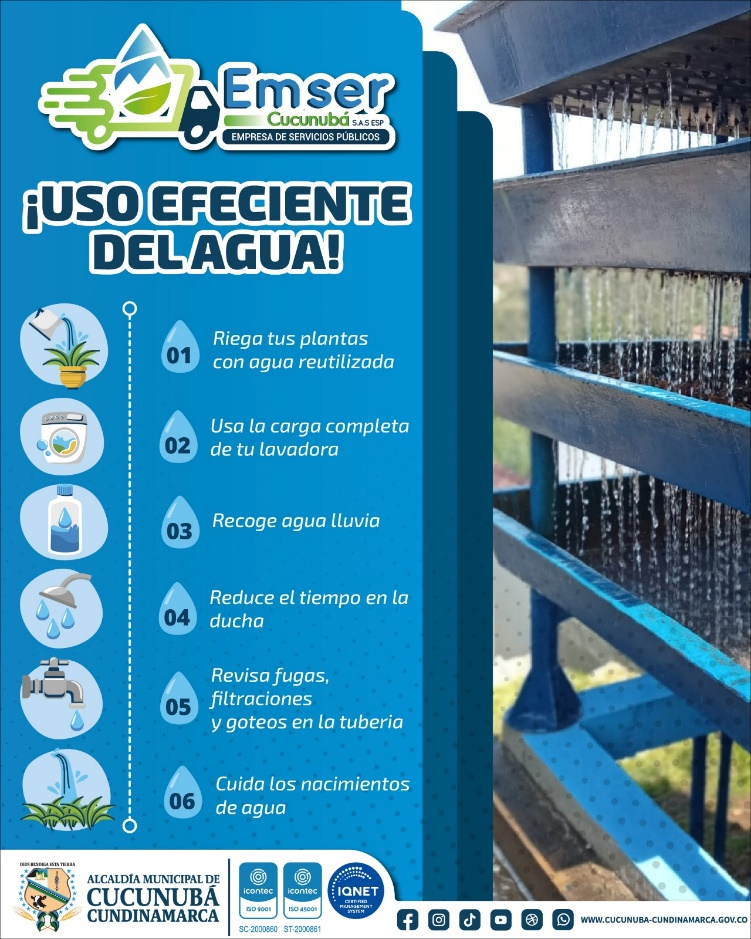 Emser
Cucunubá S.A.S ESP
EMPRESA DE SERVICIOS PÚBLICOS
¡USO EFECIENTE
DEL AGUA!
01
Riega tus plantas
con agua reutilizada
02
Usa la carga completa
de tu lavadora
03
Recoge agua lluvia
04
Reduce el tiempo en la
ducha
05
Revisa fugas,
filtraciones
y goteos en la tuberia
06
Cuida los nacimientos
de agua
DIOS BENDIGA ESTA TIERRA
ALCALDÍA MUNICIPAL DE
CUCUNUBÁ
CUNDINAMARCA
icontec
ISO 9001
SC-2000860
icontec
ISO 45001
ST-2000861
IQNET
CERTIFIED
MANAGEMENT
SYSTEM
WWW.CUCUNUBA-CUNDINAMARCA.GOV.CO